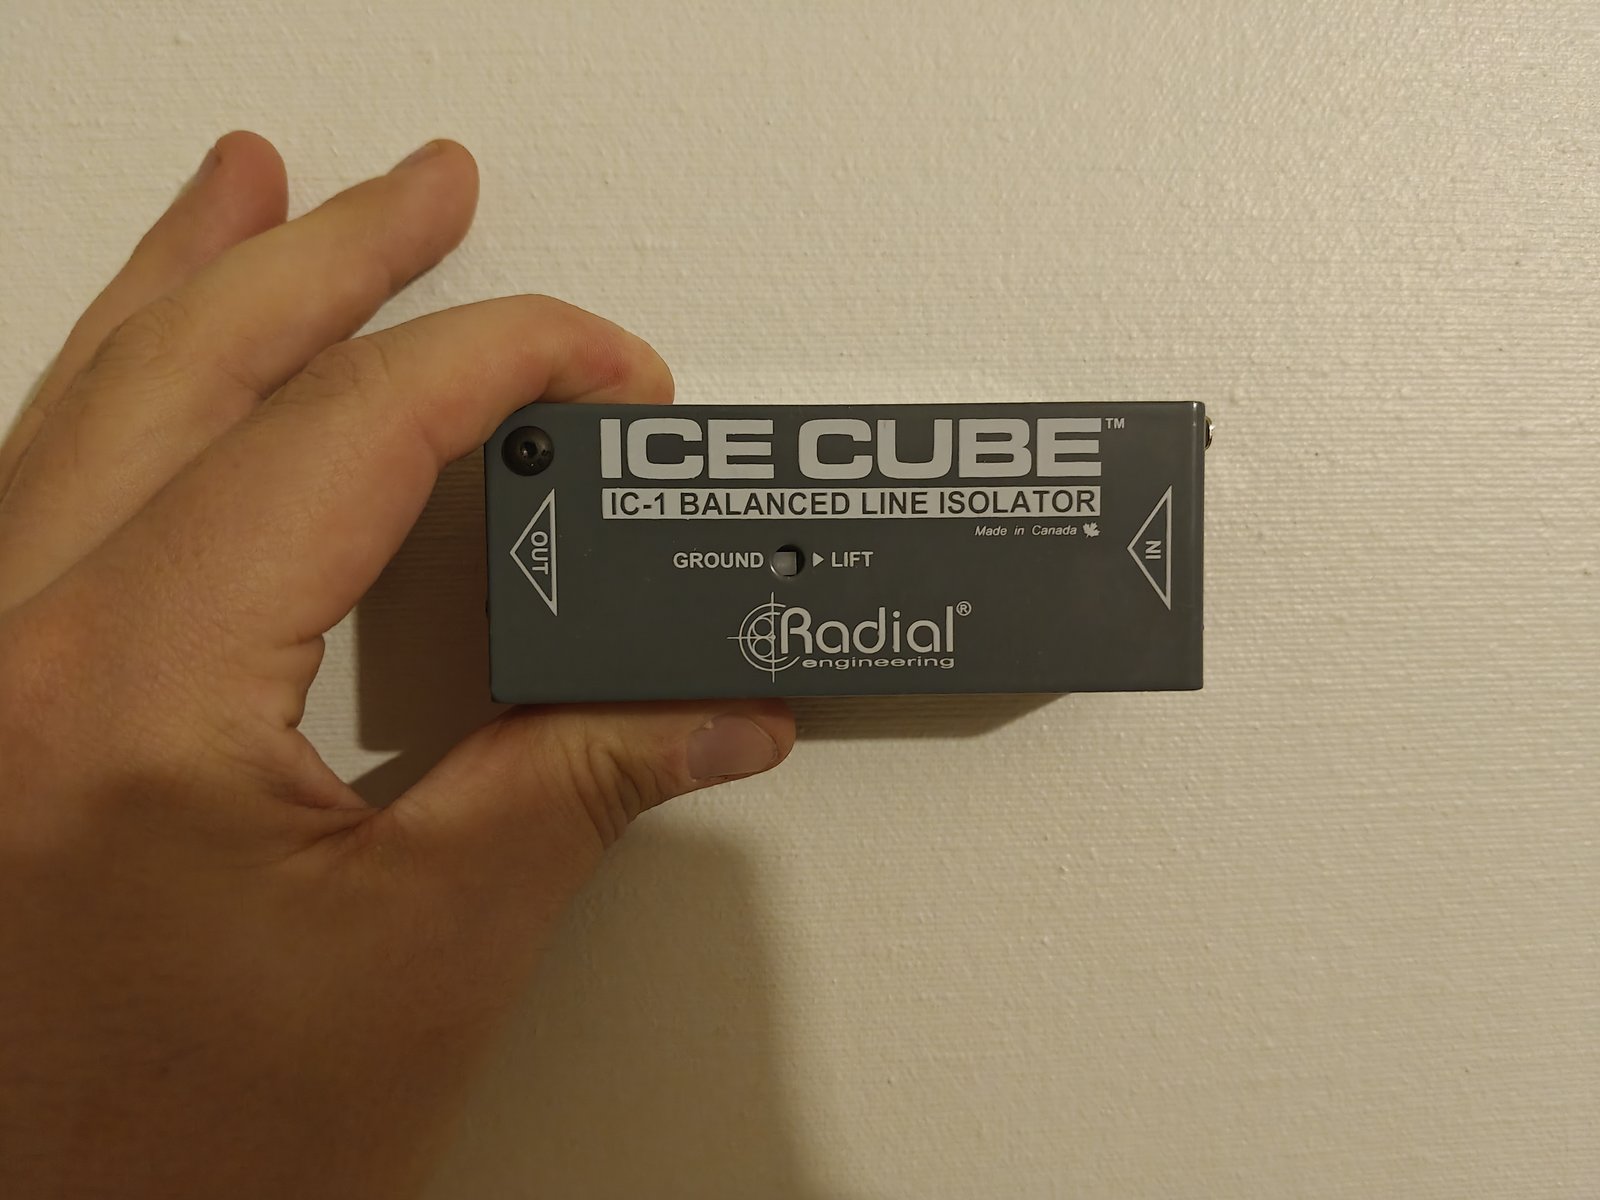 ICE CUBE™
IC-1 BALANCED LINE ISOLATOR
Made in Canada
GROUND LIFT
OUT
IN
Radial®
engineering